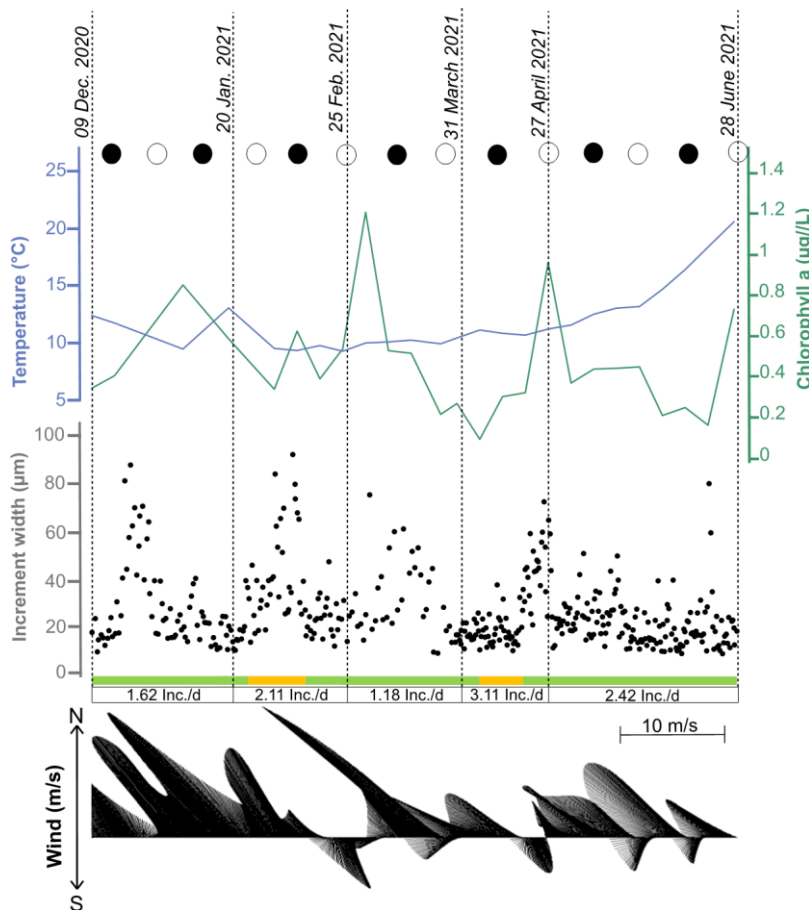 09 Dec. 2020
20 Jan. 2021
25 Feb. 2021
31 March 2021
27 April 2021
28 June 2021
Temperature (°C)
25
20
15
10
5
Chlorophyll a (µg//L)
1.4
1.2
1
0.8
0.6
0.4
0.2
0
Increment width (µm)
100
80
60
40
20
0
1.62 Inc./d
2.11 Inc./d
1.18 Inc./d
3.11 Inc./d
2.42 Inc./d
Wind (m/s)
N
S
10 m/s